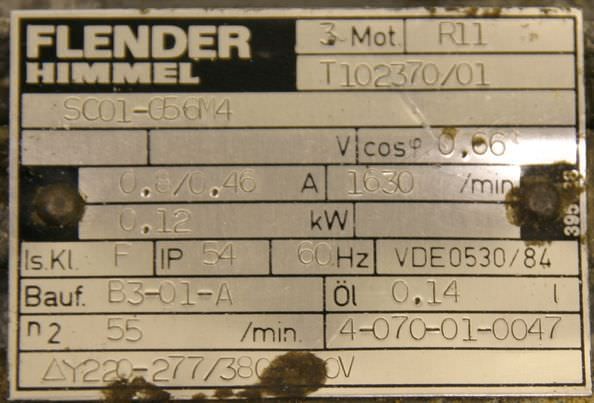 FLENDER
HIMMEL
3 Mot. R11
T102370/01
SC01-056M4
V cosφ 0,66
0,8/0,46 A 1630 /min
0,12 kW
Is.Kl. F IP 54 60 Hz VDE0530/84
Bauf. B3-01-A Öl 0,14 l
n2 55 /min. 4-070-01-0047
ΔY220-277/380 0V
395